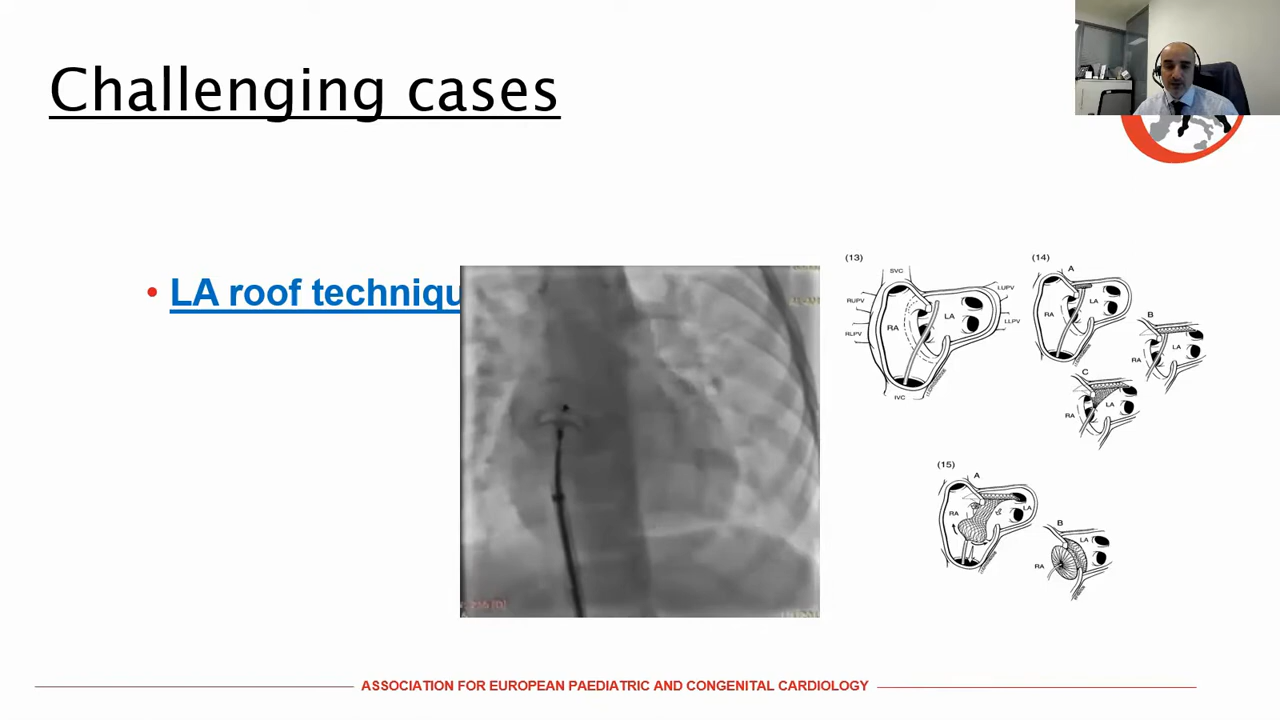 Challenging cases
• LA roof techniqu
(13)
SVC
RUPV
RLPV
RA
LA
LUPV
LLPV
IVC
(14)
A
RA
LA
B
RA
LA
C
RA
LA
(15)
A
RA
LA
B
RA
LA
ASSOCIATION FOR EUROPEAN PAEDIATRIC AND CONGENITAL CARDIOLOGY